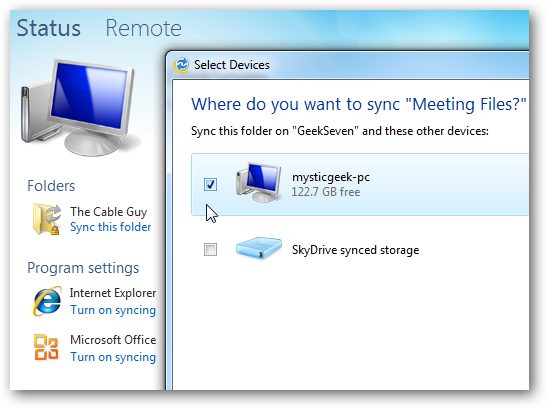 Status Remote
Select Devices
Where do you want to sync "Meeting Files?"
Sync this folder on "GeekSeven" and these other devices:
mysticgeek-pc
122.7 GB free
SkyDrive synced storage
Folders
The Cable Guy
Sync this folder
Program settings
Internet Explorer
Turn on syncing
Microsoft Office
Turn on syncing